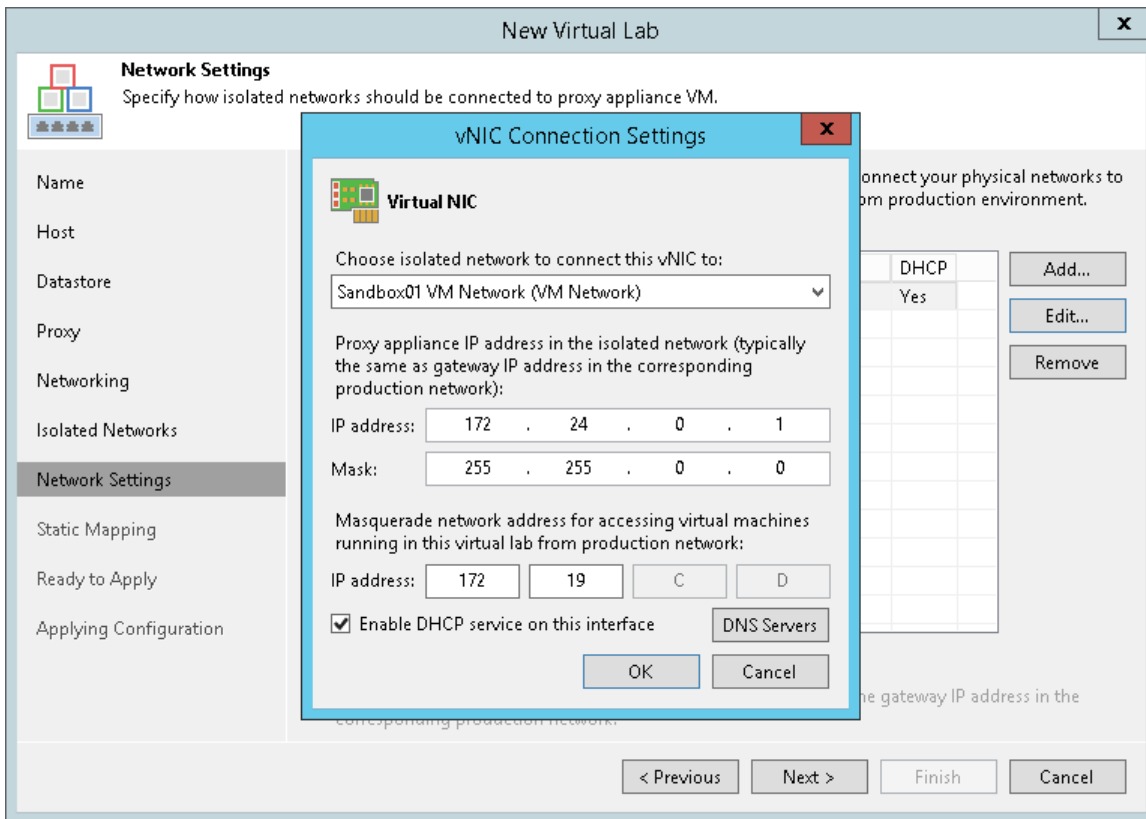 New Virtual Lab
x
Network Settings
Specify how isolated networks should be connected to proxy appliance VM.
Name
Host
Datastore
Proxy
Networking
Isolated Networks
Network Settings
Static Mapping
Ready to Apply
Applying Configuration
onnect your physical networks to
om production environment.
DHCP
Yes
Add...
Edit...
Remove
vNIC Connection Settings
x
Virtual NIC
Choose isolated network to connect this vNIC to:
Sandbox01 VM Network (VM Network)
Proxy appliance IP address in the isolated network (typically
the same as gateway IP address in the corresponding
production network):
IP address: 172 . 24 . 0 . 1
Mask: 255 . 255 . 0 . 0
Masquerade network address for accessing virtual machines
running in this virtual lab from production network:
IP address: 172 19 C D
Enable DHCP service on this interface
DNS Servers
OK
Cancel
he gateway IP address in the
corresponding production network.
< Previous
Next >
Finish
Cancel